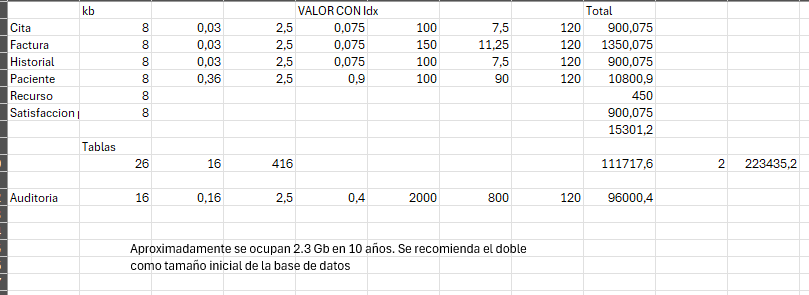 kb VALOR CON Idx Total
Cita 8 0,03 2,5 0,075 100 7,5 120 900,075
Factura 8 0,03 2,5 0,075 150 11,25 120 1350,075
Historial 8 0,03 2,5 0,075 100 7,5 120 900,075
Paciente 8 0,36 2,5 0,9 100 90 120 10800,9
Recurso 8 450
Satisfaccion 8 900,075
15301,2
Tablas
26 16 416 111717,6 2 223435,2
Auditoria 16 0,16 2,5 0,4 2000 800 120 96000,4
Aproximadamente se ocupan 2.3 Gb en 10 años. Se recomienda el doble
como tamaño inicial de la base de datos